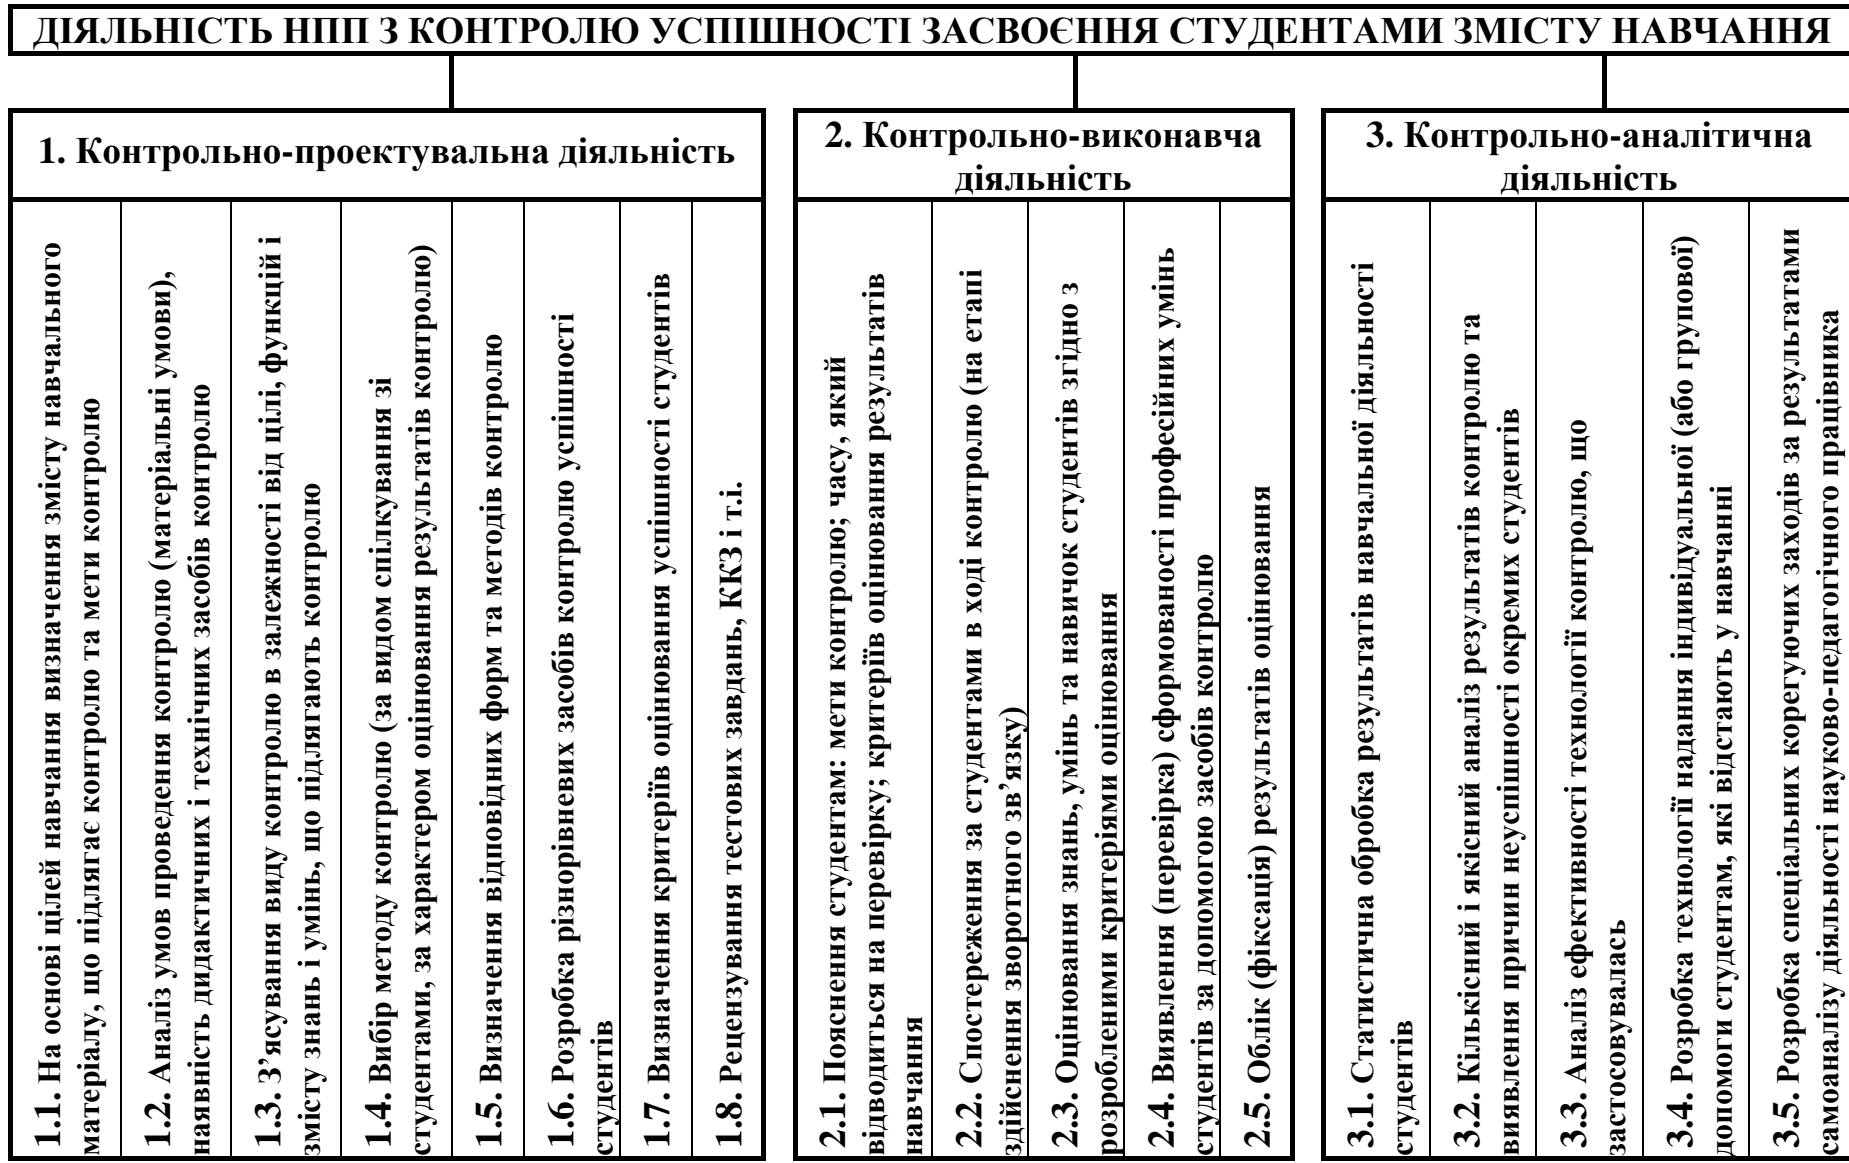 ДІЯЛЬНІСТЬ НПП З КОНТРОЛЮ УСПІШНОСТІ ЗАСВОЄННЯ СТУДЕНТАМИ ЗМІСТУ НАВЧАННЯ
1. Контрольно-проектувальна діяльність
1.1. На основі цілей навчання визначення змісту навчального
матеріалу, що підлягає контролю та мети контролю
1.2. Аналіз умов проведення контролю (матеріальні умови),
наявність дидактичних і технічних засобів контролю
1.3. З’ясування виду контролю в залежності від цілі, функцій і
змісту знань і умінь, що підлягають контролю
1.4. Вибір методу контролю (за видом спілкування зі
студентами, за характером оцінювання результатів контролю)
1.5. Визначення відповідних форм та методів контролю
1.6. Розробка різнорівневих засобів контролю успішності
студентів
1.7. Визначення критеріїв оцінювання успішності студентів
1.8. Рецензування тестових завдань, ККЗ і т.і.
2. Контрольно-виконавча
діяльність
2.1. Пояснення студентам: мети контролю; часу, який
відводиться на перевірку; критеріїв оцінювання результатів
навчання
2.2. Спостереження за студентами в ході контролю (на етапі
здійснення зворотного зв’язку)
2.3. Оцінювання знань, умінь та навичок студентів згідно з
розробленими критеріями оцінювання
2.4. Виявлення (перевірка) сформованості професійних умінь
студентів за допомогою засобів контролю
2.5. Облік (фіксація) результатів оцінювання
3. Контрольно-аналітична
діяльність
3.1. Статистична обробка результатів навчальної діяльності
студентів
3.2. Кількісний і якісний аналіз результатів контролю та
виявлення причин неуспішності окремих студентів
3.3. Аналіз ефективності технології контролю, що
застосовувалась
3.4. Розробка технології надання індивідуальної (або групової)
допомоги студентам, які відстають у навчанні
3.5. Розробка спеціальних корегуючих заходів за результатами
самоаналізу діяльності науково-педагогічного працівника